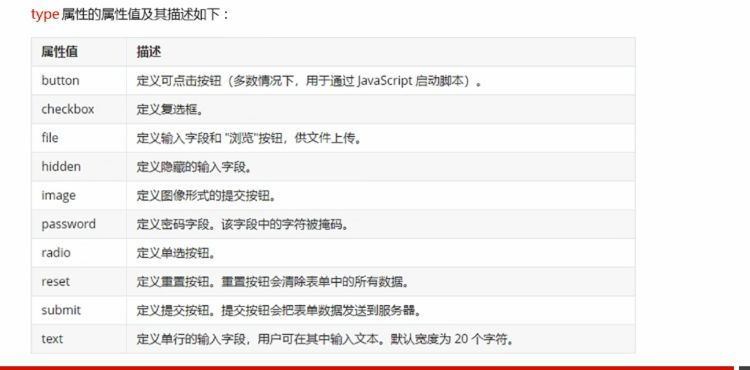 type 属性的属性值及其描述如下：
属性值 描述
button 定义可点击按钮（多数情况下，用于通过 JavaScript 启动脚本）。
checkbox 定义复选框。
file 定义输入字段和 "浏览"按钮，供文件上传。
hidden 定义隐藏的输入字段。
image 定义图像形式的提交按钮。
password 定义密码字段。该字段中的字符被掩码。
radio 定义单选按钮。
reset 定义重置按钮。重置按钮会清除表单中的所有数据。
submit 定义提交按钮。提交按钮会把表单数据发送到服务器。
text 定义单行的输入字段，用户可在其中输入文本。默认宽度为 20 个字符。